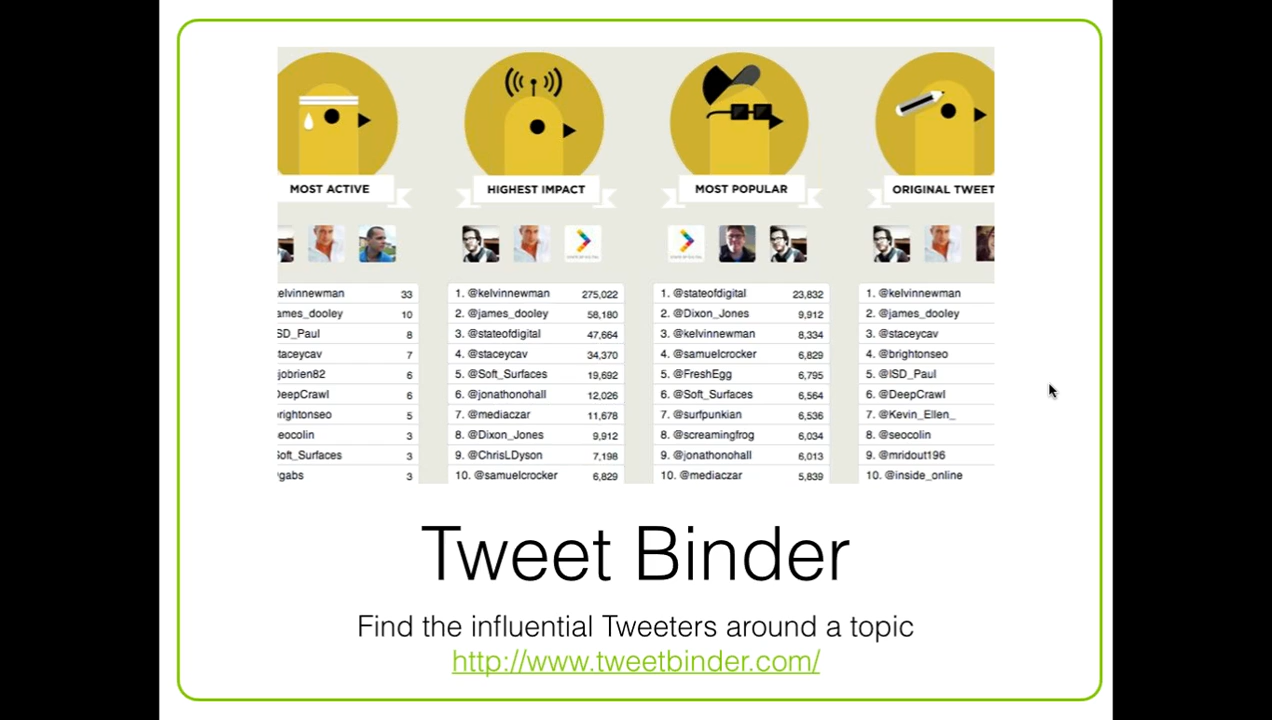 MOST ACTIVE
elvinnewman 33
ames_dooley 10
SD_Paul 8
taceycav 7
jobrien82 6
DeepCrawl 6
rightonseo 5
eocolin 3
oft_Surfaces 3
gabs 3
HIGHEST IMPACT
1. @kelvinnewman 275,022
2. @james_dooley 58,180
3. @stateofdigital 47,664
4. @staceycav 34,370
5. @Soft_Surfaces 19,692
6. @jonathonohall 12,026
7. @mediaczar 11,678
8. @Dixon_Jones 9,912
9. @ChrisLDyson 7,198
10. @samuelcrocker 6,829
MOST POPULAR
1. @stateofdigital 23,832
2. @Dixon_Jones 9,912
3. @kelvinnewman 8,334
4. @samuelcrocker 6,829
5. @FreshEgg 6,795
6. @Soft_Surfaces 6,564
7. @surfpunkian 6,536
8. @screamingfrog 6,034
9. @jonathonohall 6,013
10. @mediaczar 5,839
ORIGINAL TWEET
1. @kelvinnewman
2. @james_dooley
3. @staceycav
4. @brightonseo
5. @ISD_Paul
6. @DeepCrawl
7. @Kevin_Ellen_
8. @seocolin
9. @mridout196
10. @inside_online
Tweet Binder
Find the influential Tweeters around a topic
http://www.tweetbinder.com/